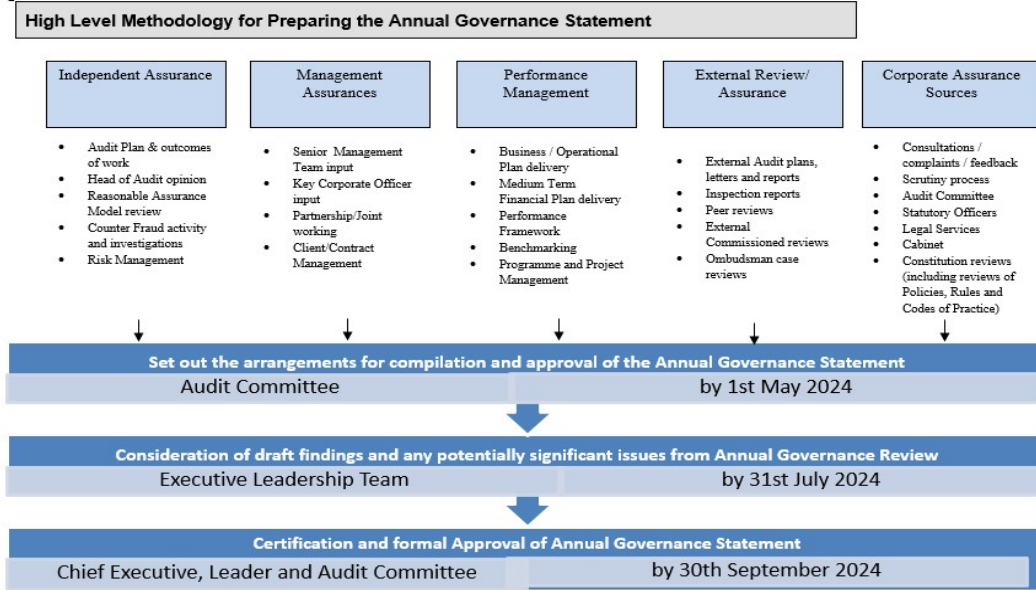 High Level Methodology for Preparing the Annual Governance Statement
Independent Assurance
• Audit Plan & outcomes
of work
• Head of Audit opinion
• Reasonable Assurance
Model review
• Counter Fraud activity
and investigations
• Risk Management
Management
Assurances
• Senior Management
Team input
• Key Corporate Officer
input
• Partnership/Joint
working
• Client/Contract
Management
Performance
Management
• Business / Operational
Plan delivery
• Medium Term
Financial Plan delivery
• Performance
Framework
• Benchmarking
• Programme and Project
Management
External Review/
Assurance
• External Audit plans,
letters and reports
• Inspection reports
• Peer reviews
• External
Commissioned reviews
• Ombudsman case
reviews
Corporate Assurance
Sources
• Consultations /
complaints / feedback
• Scrutiny process
• Audit Committee
• Statutory Officers
• Legal Services
• Cabinet
• Constitution reviews
(including reviews of
Policies, Rules and
Codes of Practice)
Set out the arrangements for compilation and approval of the Annual Governance Statement
Audit Committee by 1st May 2024
Consideration of draft findings and any potentially significant issues from Annual Governance Review
Executive Leadership Team by 31st July 2024
Certification and formal Approval of Annual Governance Statement
Chief Executive, Leader and Audit Committee by 30th September 2024